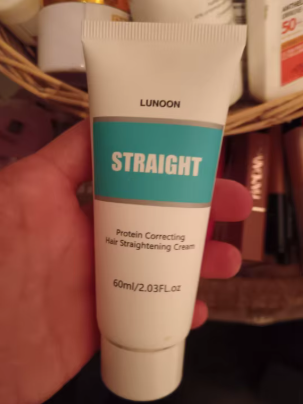 LUNOON
STRAIGHT
Protein Correcting
Hair Straightening Cream
60ml/2.03FL.oz